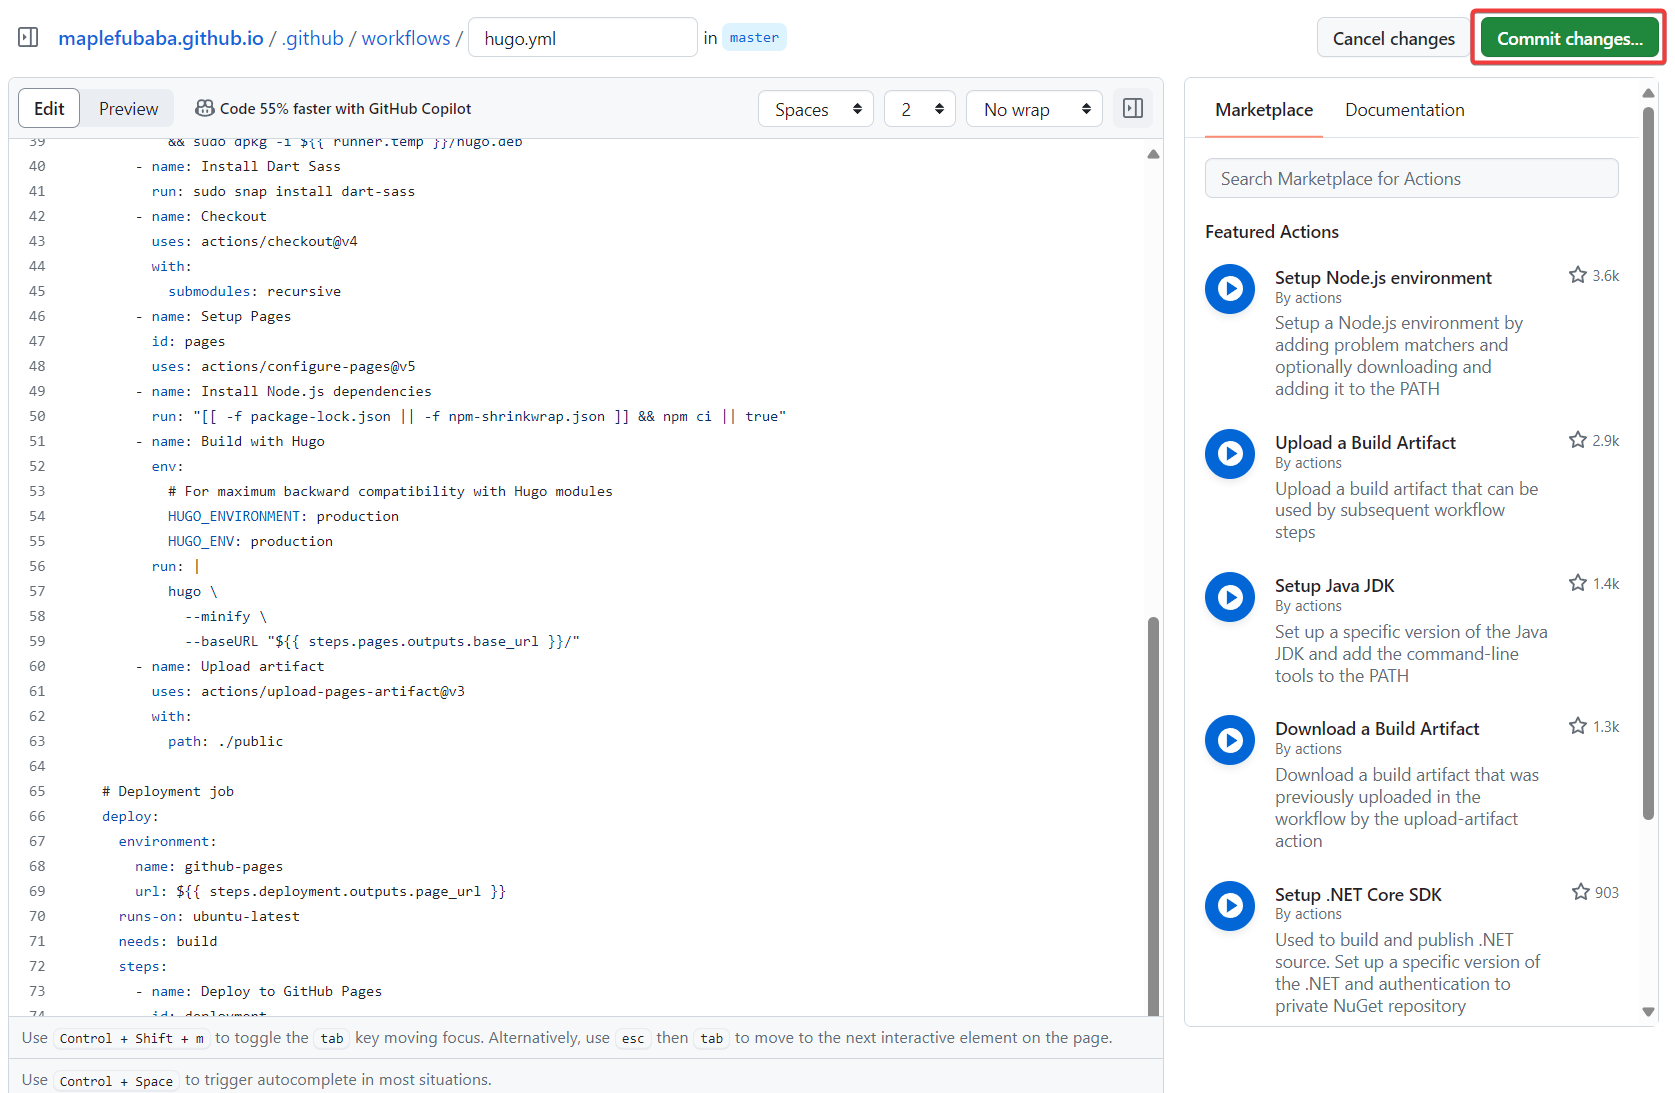 maplefubaba.github.io / .github / workflows / hugo.yml in master
Cancel changes
Commit changes...
Edit
Preview
Code 55% faster with GitHub Copilot
Spaces
2
No wrap
39 && sudo dpkg -i ${{ runner.temp }}/hugo.deb
40 - name: Install Dart Sass
41 run: sudo snap install dart-sass
42 - name: Checkout
43 uses: actions/checkout@v4
44 with:
45 submodules: recursive
46 - name: Setup Pages
47 id: pages
48 uses: actions/configure-pages@v5
49 - name: Install Node.js dependencies
50 run: "[[ -f package-lock.json || -f npm-shrinkwrap.json ]] && npm ci || true"
51 - name: Build with Hugo
52 env:
53 # For maximum backward compatibility with Hugo modules
54 HUGO_ENVIRONMENT: production
55 HUGO_ENV: production
56 run: |
57 hugo \
58 --minify \
59 --baseURL "${{ steps.pages.outputs.base_url }}/"
60 - name: Upload artifact
61 uses: actions/upload-pages-artifact@v3
62 with:
63 path: ./public
64
65 # Deployment job
66 deploy:
67 environment:
68 name: github-pages
69 url: ${{ steps.deployment.outputs.page_url }}
70 runs-on: ubuntu-latest
71 needs: build
72 steps:
73 - name: Deploy to GitHub Pages
74 id: deployment
Use Control + Shift + m to toggle the tab key moving focus. Alternatively, use esc then tab to move to the next interactive element on the page.
Use Control + Space to trigger autocomplete in most situations.
Marketplace
Documentation
Search Marketplace for Actions
Featured Actions
Setup Node.js environment
3.6k
By actions
Setup a Node.js environment by
adding problem matchers and
optionally downloading and
adding it to the PATH
Upload a Build Artifact
2.9k
By actions
Upload a build artifact that can be
used by subsequent workflow
steps
Setup Java JDK
1.4k
By actions
Set up a specific version of the Java
JDK and add the command-line
tools to the PATH
Download a Build Artifact
1.3k
By actions
Download a build artifact that was
previously uploaded in the
workflow by the upload-artifact
action
Setup .NET Core SDK
903
By actions
Used to build and publish .NET
source. Set up a specific version of
the .NET and authentication to
private NuGet repository